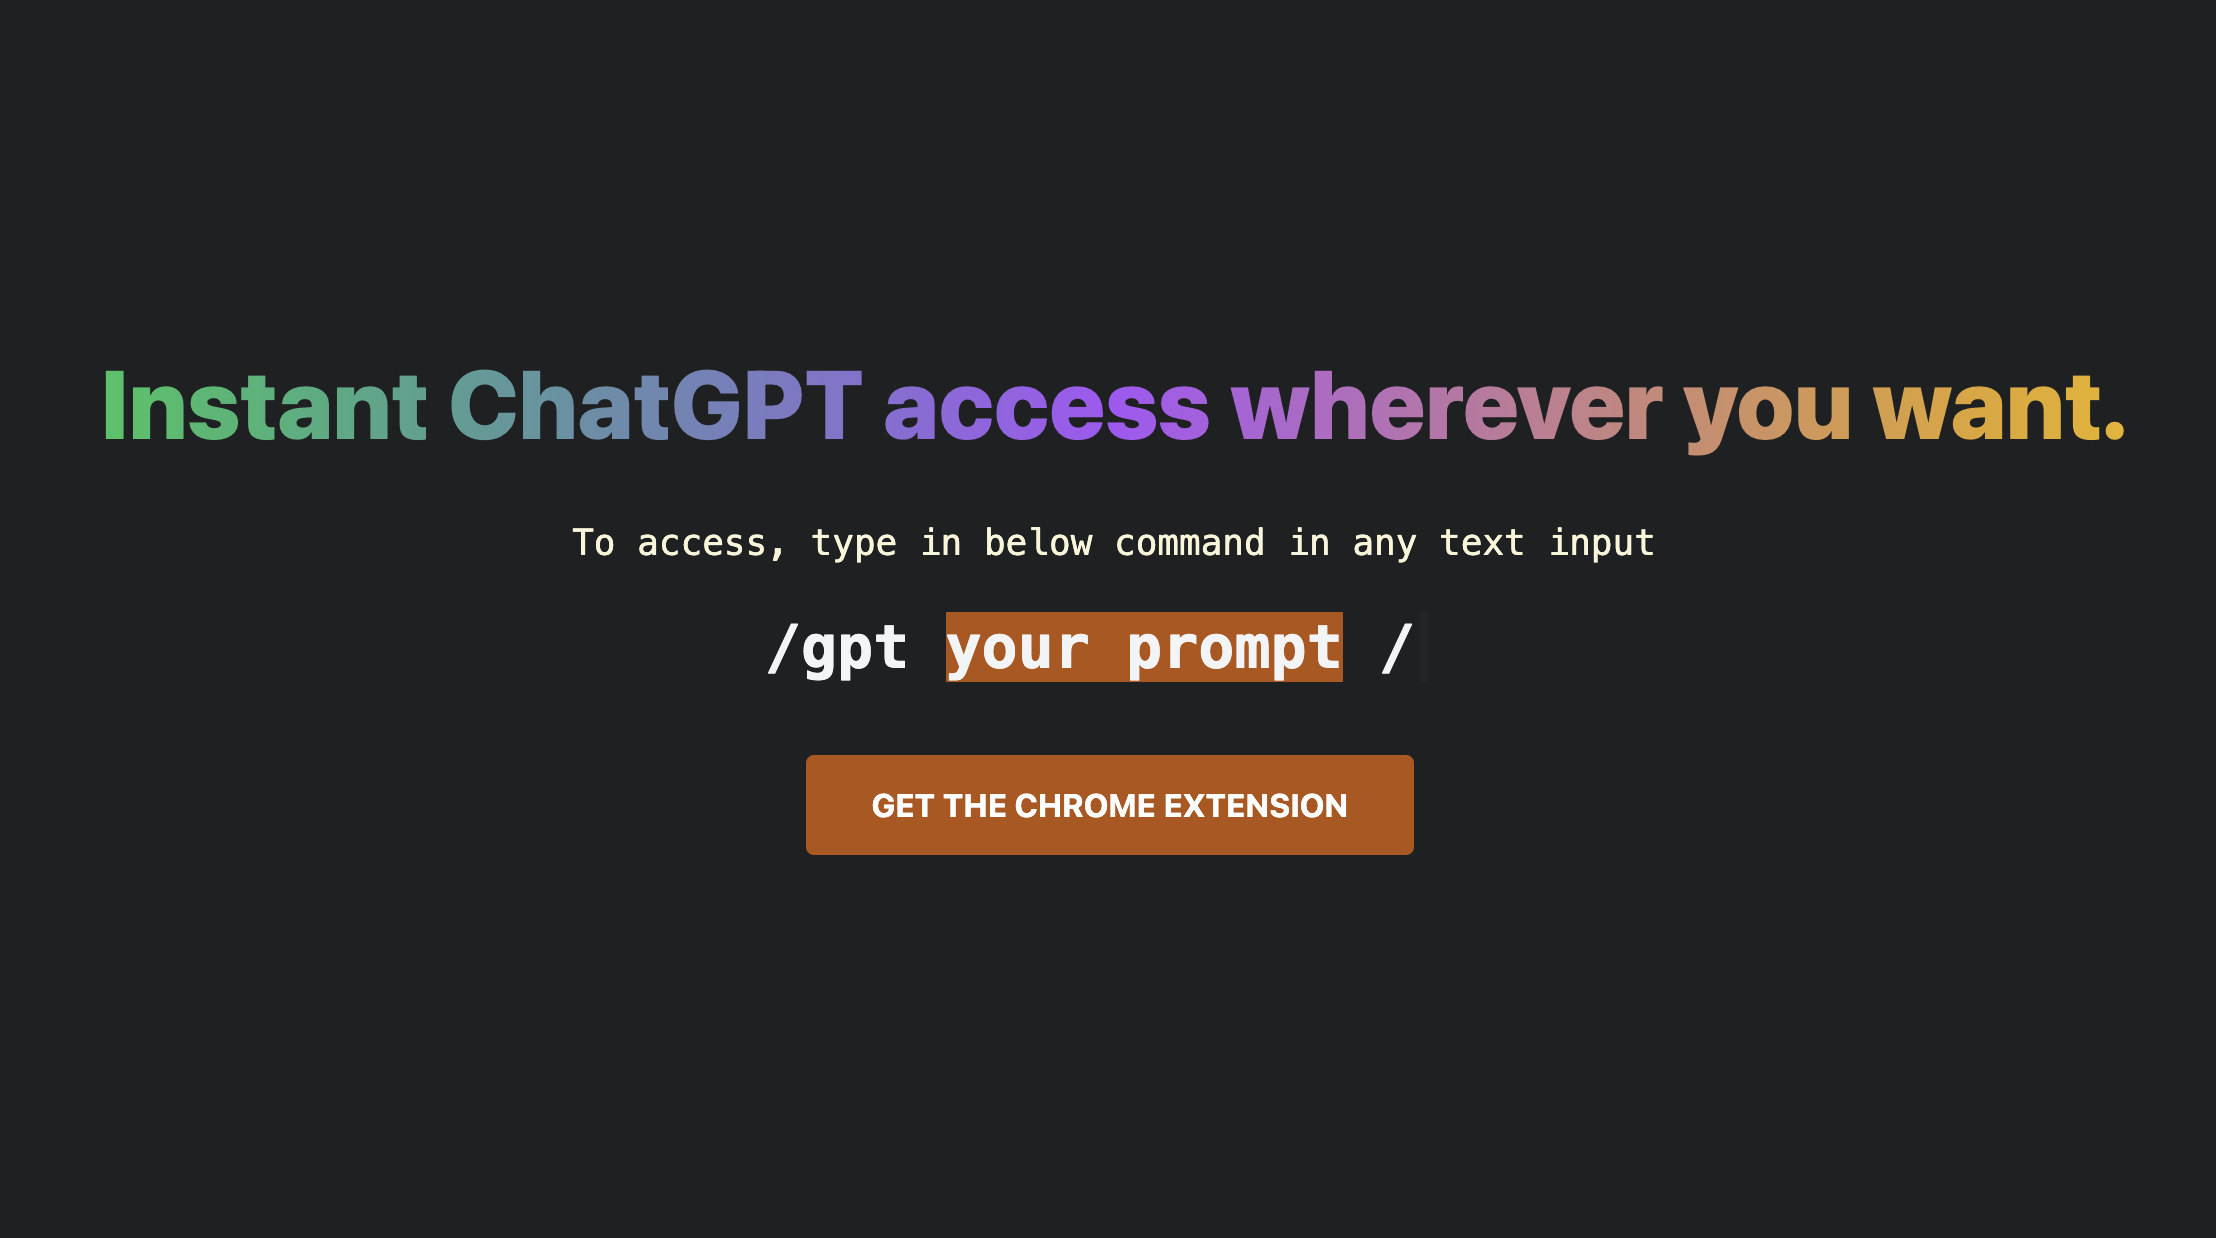 Instant ChatGPT access wherever you want.
To access, type in below command in any text input
/gpt your prompt /
GET THE CHROME EXTENSION